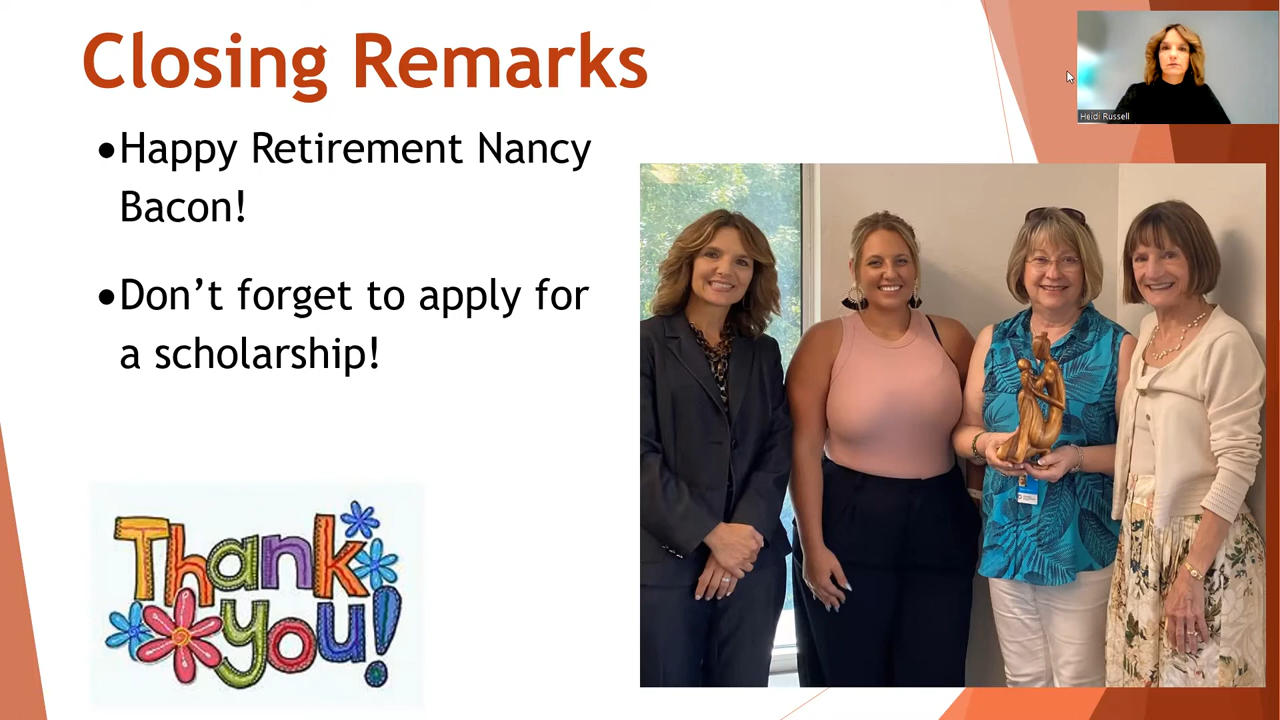 Closing Remarks
Heidi Russell
•Happy Retirement Nancy
Bacon!
•Don’t forget to apply for
a scholarship!
Thank
you!